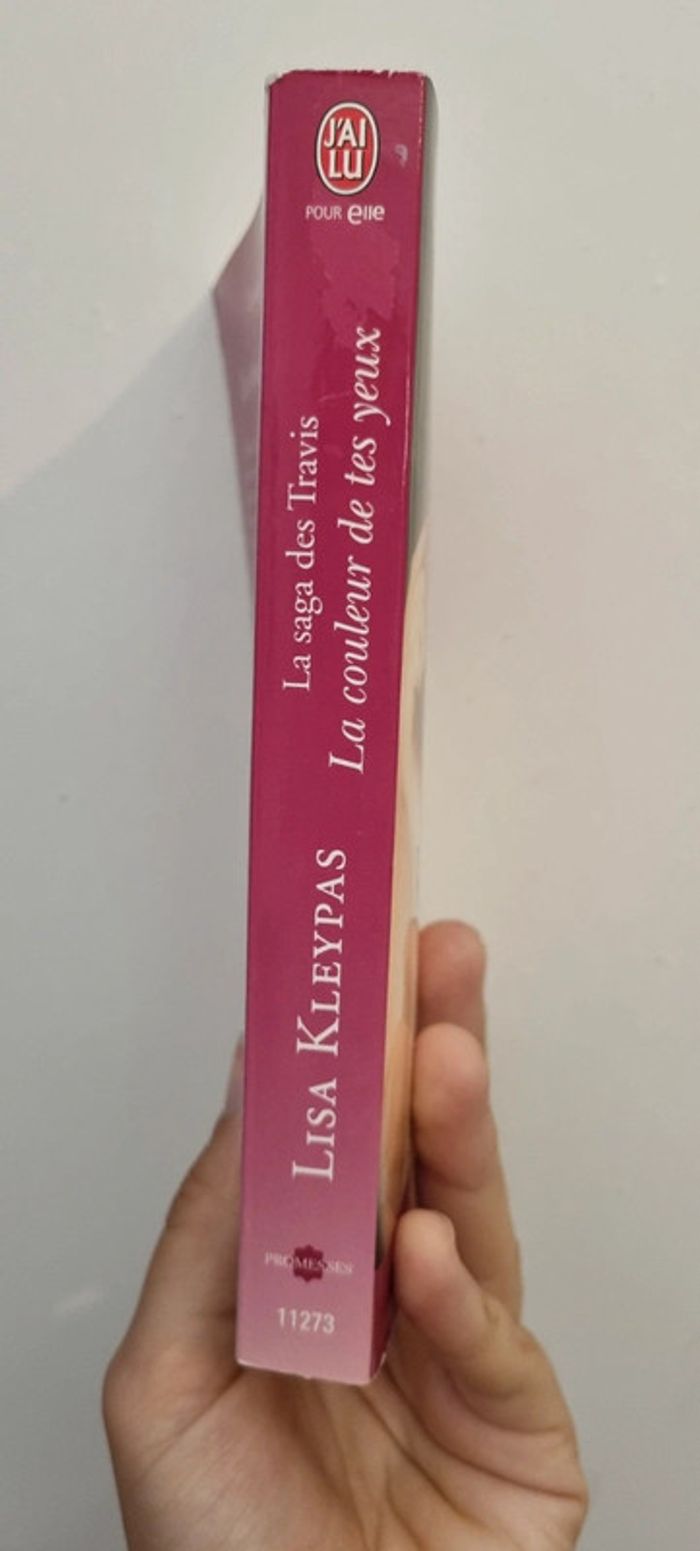 J'AI
LU
POUR elle
La saga des Travis
La couleur de tes yeux
LISA KLEYPAS
PROMESSES
11273